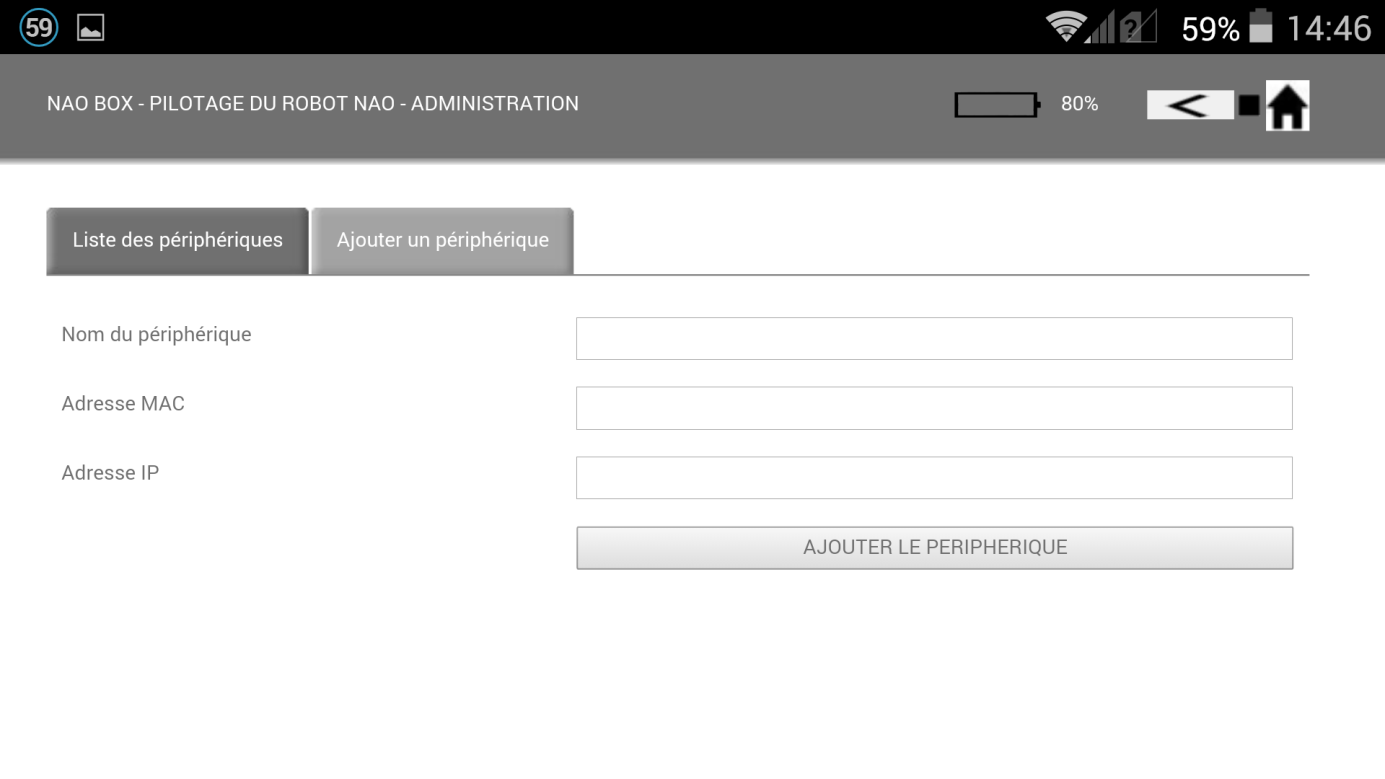 59 59% 14:46
NAO BOX - PILOTAGE DU ROBOT NAO - ADMINISTRATION 80%
Liste des périphériques Ajouter un périphérique
Nom du périphérique
Adresse MAC
Adresse IP
AJOUTER LE PERIPHERIQUE